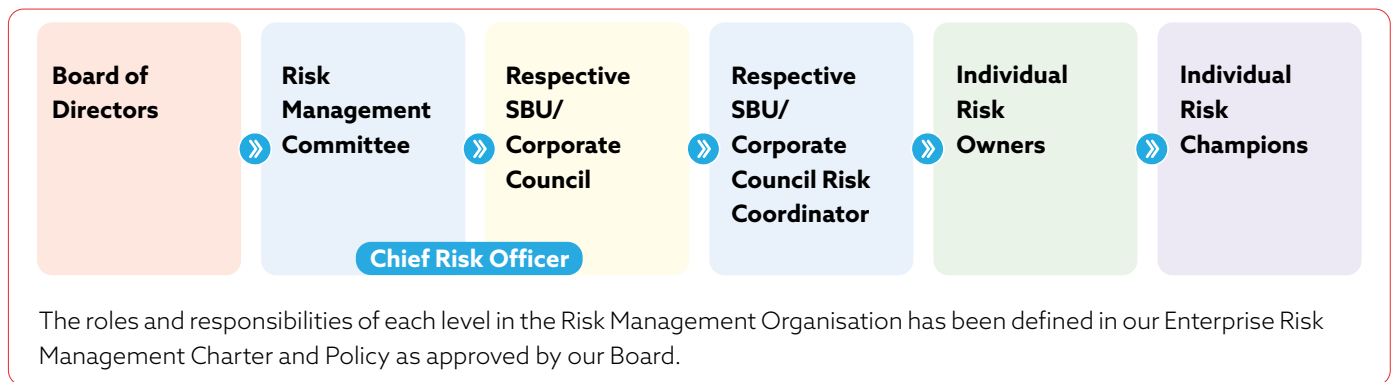 Board of
Directors
Risk
Management
Committee
Respective
SBU/
Corporate
Council
Respective
SBU/
Corporate
Council Risk
Coordinator
Individual
Risk
Owners
Individual
Risk
Champions
Chief Risk Officer
The roles and responsibilities of each level in the Risk Management Organisation has been defined in our Enterprise Risk
Management Charter and Policy as approved by our Board.